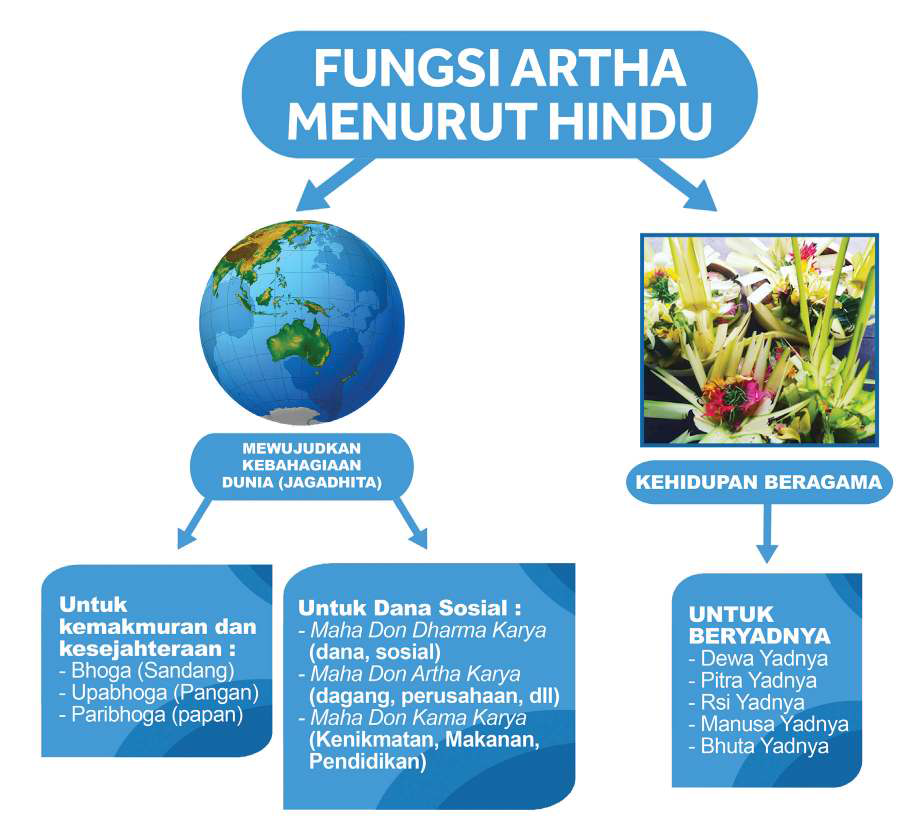 FUNGSI ARTHA
MENURUT HINDU
MEWUJUDKAN
KEBAHAGIAAN
DUNIA (JAGADHITA)
KEHIDUPAN BERAGAMA
Untuk
kemakmuran dan
kesejahteraan :
- Bhoga (Sandang)
- Upabhoga (Pangan)
- Paribhoga (papan)
Untuk Dana Sosial :
- Maha Don Dharma Karya
(dana, sosial)
- Maha Don Artha Karya
(dagang, perusahaan, dll)
- Maha Don Kama Karya
(Kenikmatan, Makanan,
Pendidikan)
UNTUK
BERYADNYA
- Dewa Yadnya
- Pitra Yadnya
- Rsi Yadnya
- Manusa Yadnya
- Bhuta Yadnya